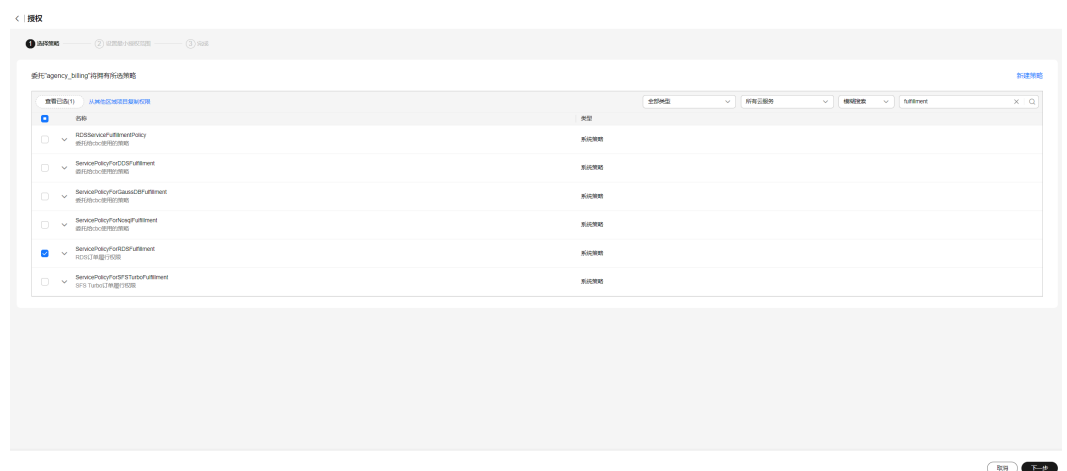 授权
1 选择策略
2 设置最小授权范围
3 完成
委托"agency_billing"将拥有所选策略
新建策略
查看已选(1) 从其他区域项目复制权限
全部类型
所有云服务
模糊搜索
fulfillment
名称
类型
RDSServiceFulfillmentPolicy
委托给cbc使用的策略
系统策略
ServicePolicyForDDSFulfillment
委托给cbc使用的策略
系统策略
ServicePolicyForGaussDBFulfillment
委托给cbc使用的策略
系统策略
ServicePolicyForNosqlFulfillment
委托给cbc使用的策略
系统策略
ServicePolicyForRDSFulfillment
RDS订单履行权限
系统策略
ServicePolicyForSFSTurboFulfillment
SFS Turbo订单履行权限
系统策略
取消
下一步